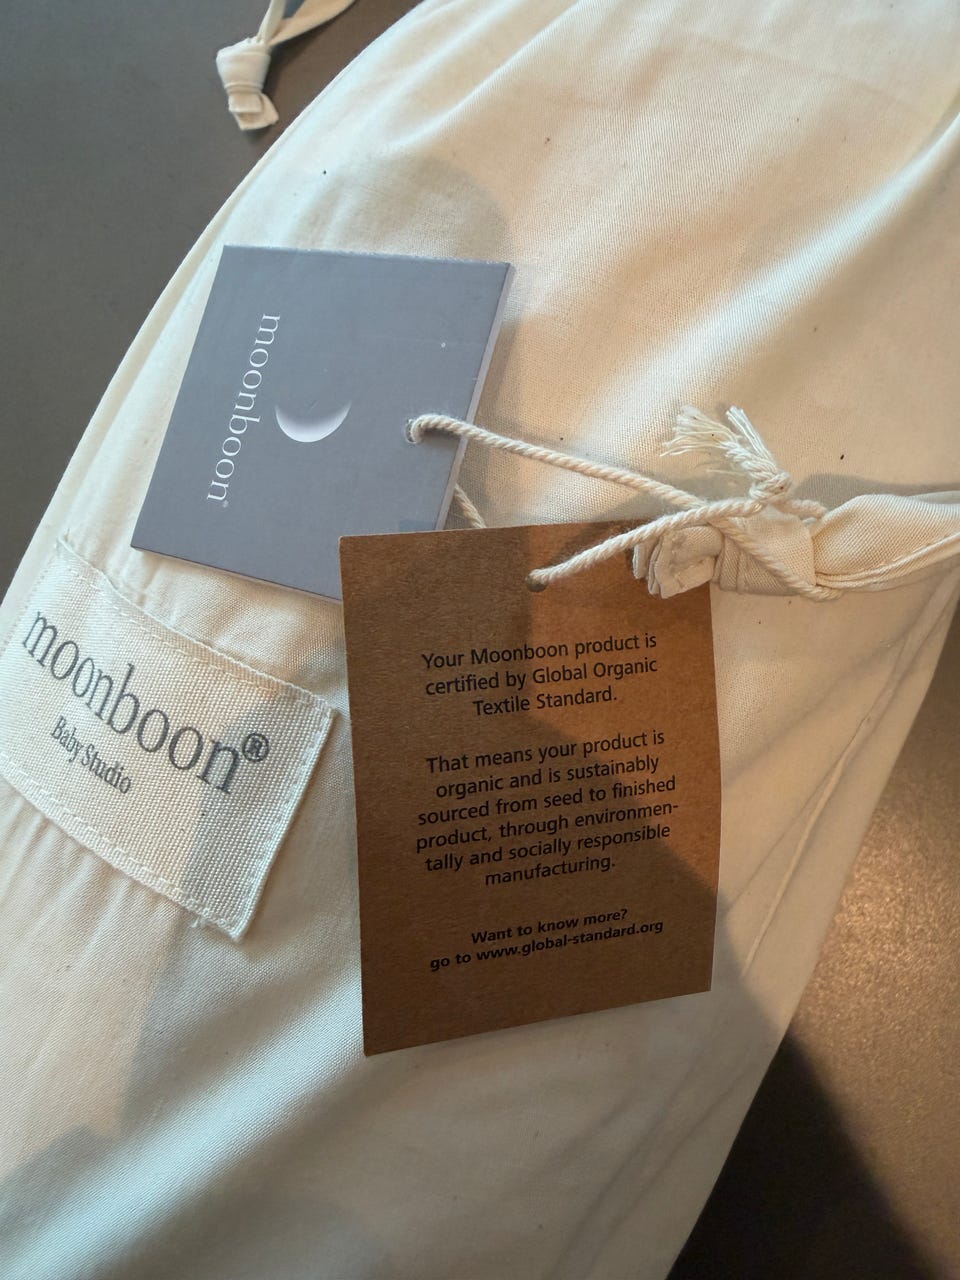 moonboon®
moonboon®
Baby Studio
Your Moonboon product is
certified by Global Organic
Textile Standard.
That means your product is
organic and is sustainably
sourced from seed to finished
product, through environmen-
tally and socially responsible
manufacturing.
Want to know more?
go to www.global-standard.org